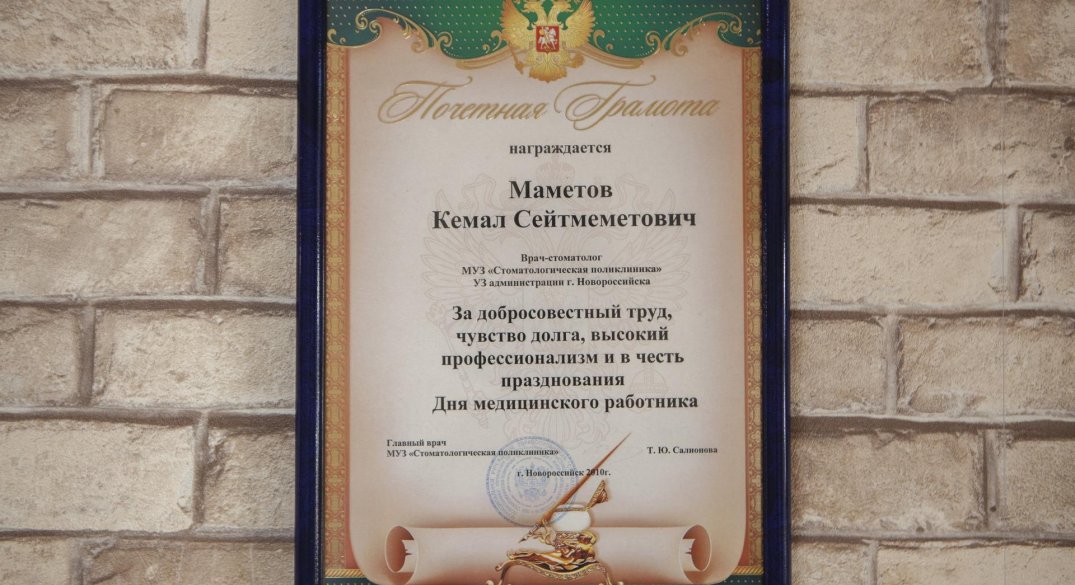 Почетная Грамота
награждается
Маметов
Кемал Сейтмеметович
Врач-стоматолог
МУЗ «Стоматологическая поликлиника»
УЗ администрации г. Новороссийска
За добросовестный труд,
чувство долга, высокий
профессионализм и в честь
празднования
Дня медицинского работника
Главный врач
МУЗ «Стоматологическая поликлиника»
Т. Ю. Салионова
г. Новороссийск 2010г.